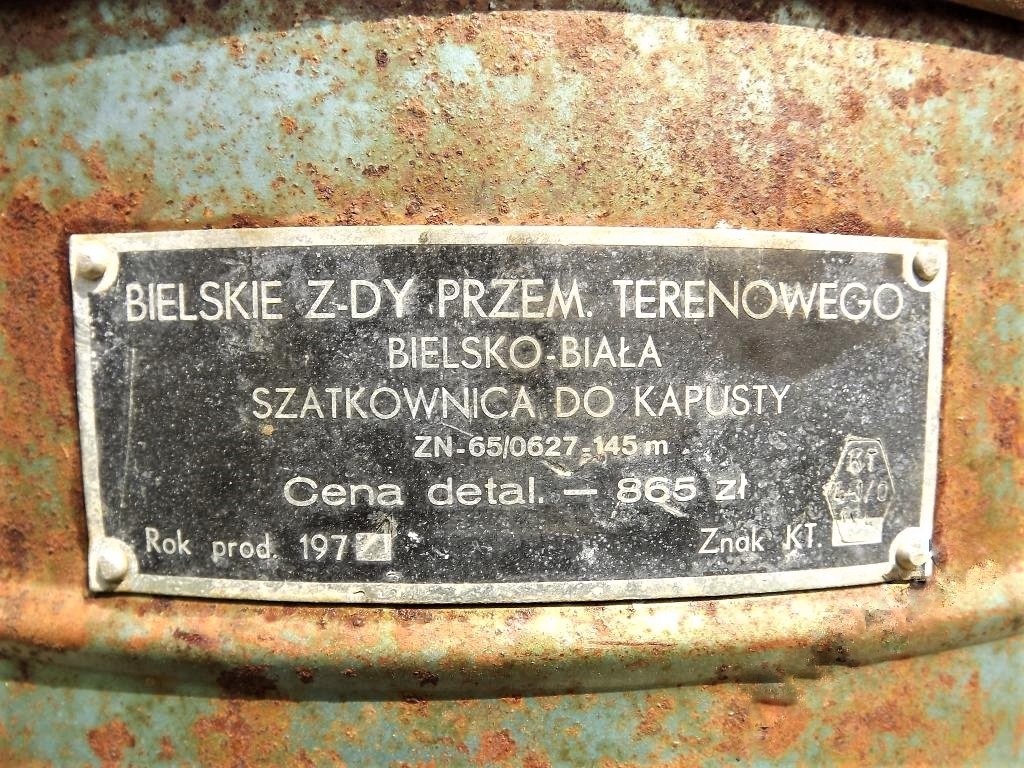 BIELSKIE Z-DY PRZEM. TERENOWEGO
BIELSKO-BIAŁA
SZATKOWNICA DO KAPUSTY
ZN-65/0627-145 m
Cena detal. — 865 zł
KT
Rok prod. 197
Znak KT.